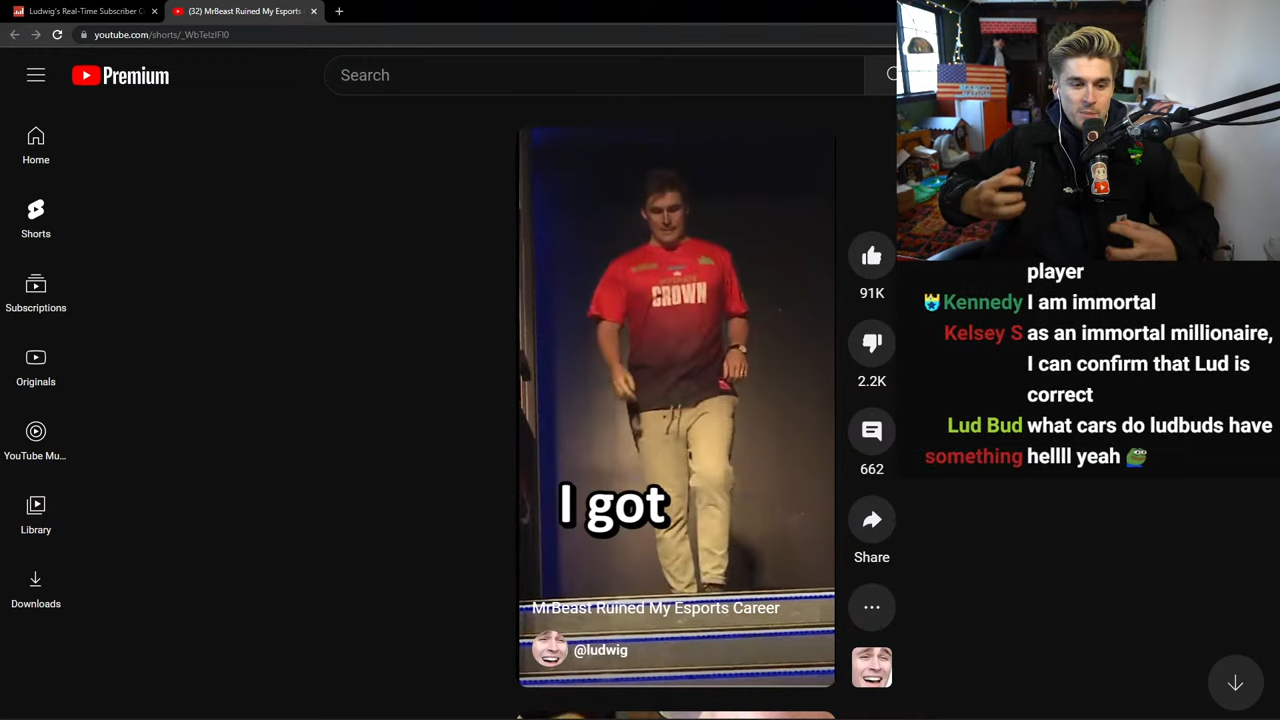 Ludwig's Real-Time Subscriber C
(32) MrBeast Ruined My Esports
youtube.com/shorts/_WbTelzIFl0
Premium
Search
Home
Shorts
Subscriptions
Originals
YouTube Mu...
Library
Downloads
CROWN
I got
MrBeast Ruined My Esports Career
@ludwig
91K
2.2K
662
Share
player
Kennedy I am immortal
Kelsey S as an immortal millionaire,
I can confirm that Lud is
correct
Lud Bud what cars do ludbuds have
something hellll yeah